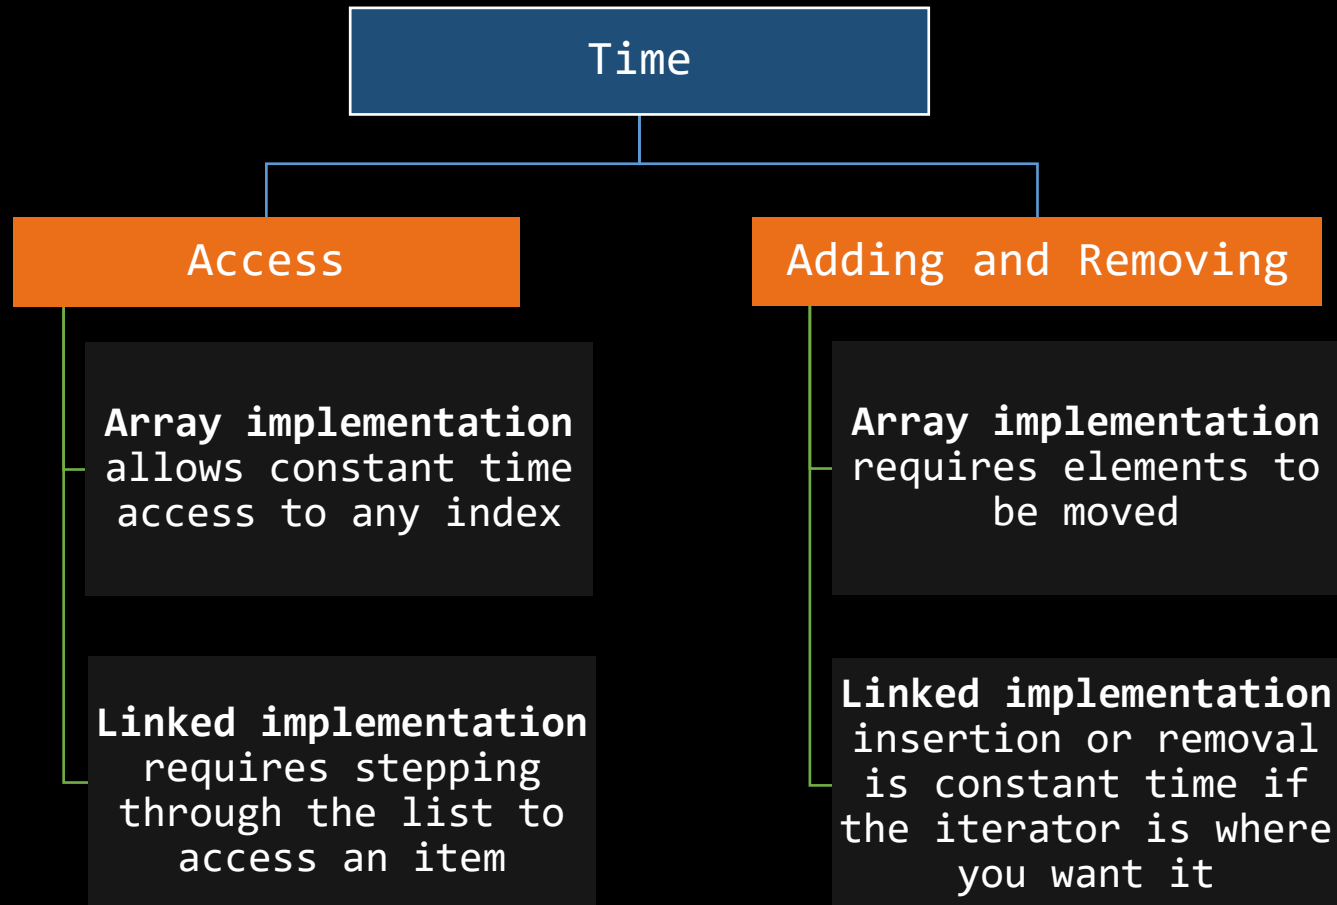 Time
Access
Array implementation
allows constant time
access to any index
Linked implementation
requires stepping
through the list to
access an item
Adding and Removing
Array implementation
requires elements to
be moved
Linked implementation
insertion or removal
is constant time if
the iterator is where
you want it